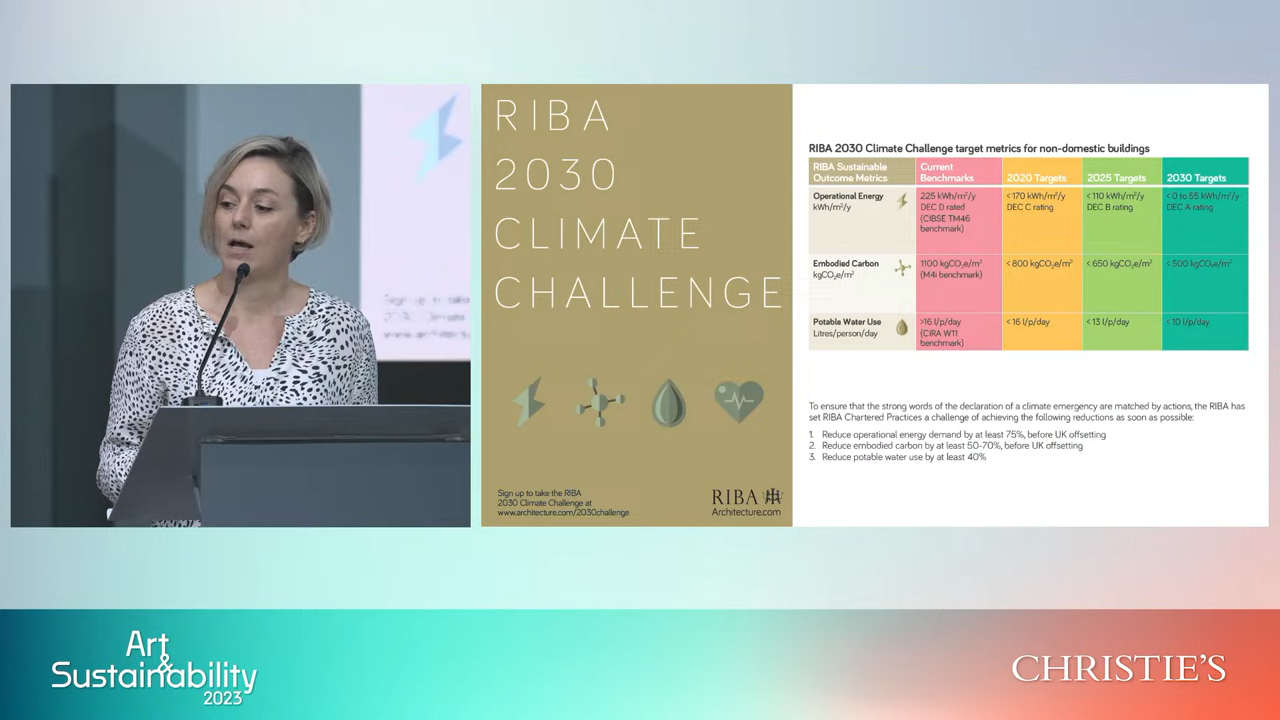 RIBA
2030
CLIMATE
CHALLENGE
Sign up to take the RIBA
2030 Climate Challenge at
www.architecture.com/2030challenge
RIBA
Architecture.com
RIBA 2030 Climate Challenge target metrics for non-domestic buildings
RIBA Sustainable Outcome Metrics
Current Benchmarks
2020 Targets
2025 Targets
2030 Targets
Operational Energy
kWh/m²/y
225 kWh/m²/y
DEC D rated
(CIBSE TM46
benchmark)
< 170 kWh/m²/y
DEC C rating
< 110 kWh/m²/y
DEC B rating
< 0 to 55 kWh/m²/y
DEC A rating
Embodied Carbon
kgCO₂e/m²
1100 kgCO₂e/m²
(M4i benchmark)
< 800 kgCO₂e/m²
< 650 kgCO₂e/m²
< 500 kgCO₂e/m²
Potable Water Use
Litres/person/day
>16 l/p/day
(CIRA W11
benchmark)
< 16 l/p/day
< 13 l/p/day
< 10 l/p/day
To ensure that the strong words of the declaration of a climate emergency are matched by actions, the RIBA has
set RIBA Chartered Practices a challenge of achieving the following reductions as soon as possible:
1. Reduce operational energy demand by at least 75%, before UK offsetting
2. Reduce embodied carbon by at least 50-70%, before UK offsetting
3. Reduce potable water use by at least 40%
Art
&
Sustainability
2023
CHRISTIE'S